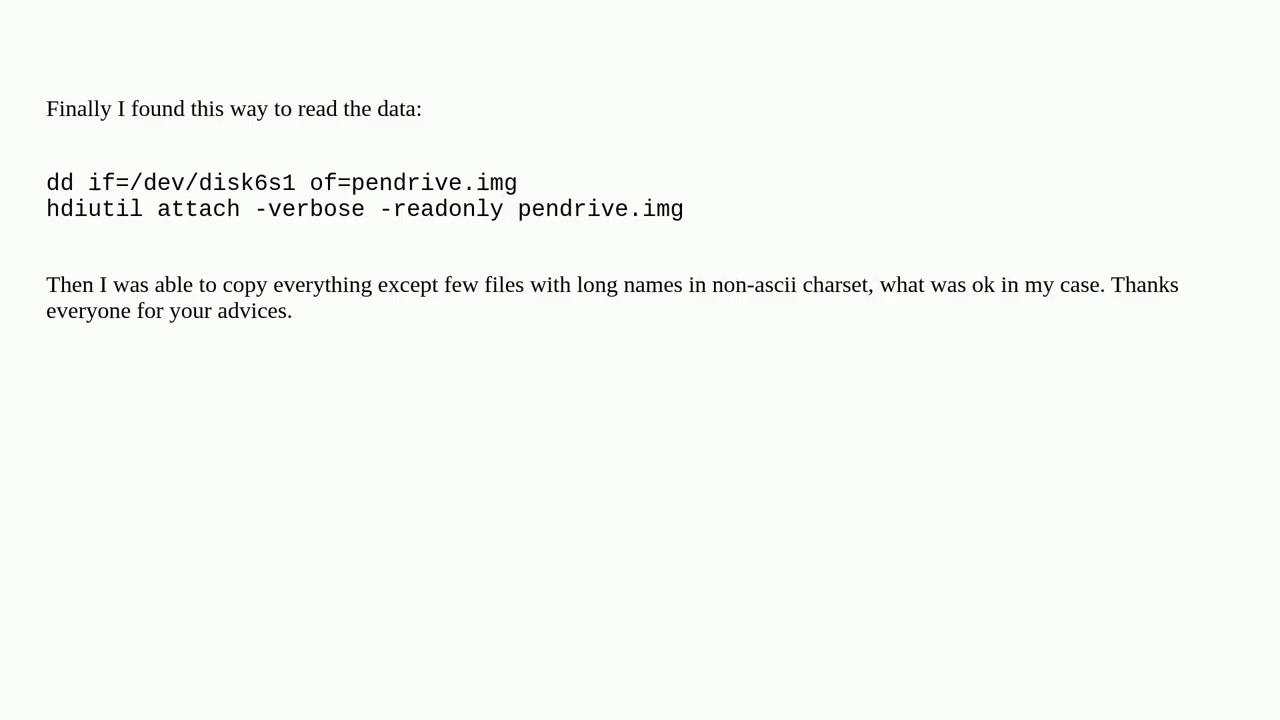 Finally I found this way to read the data:
dd if=/dev/disk6s1 of=pendrive.img
hdiutil attach -verbose -readonly pendrive.img
Then I was able to copy everything except few files with long names in non-ascii charset, what was ok in my case. Thanks
everyone for your advices.